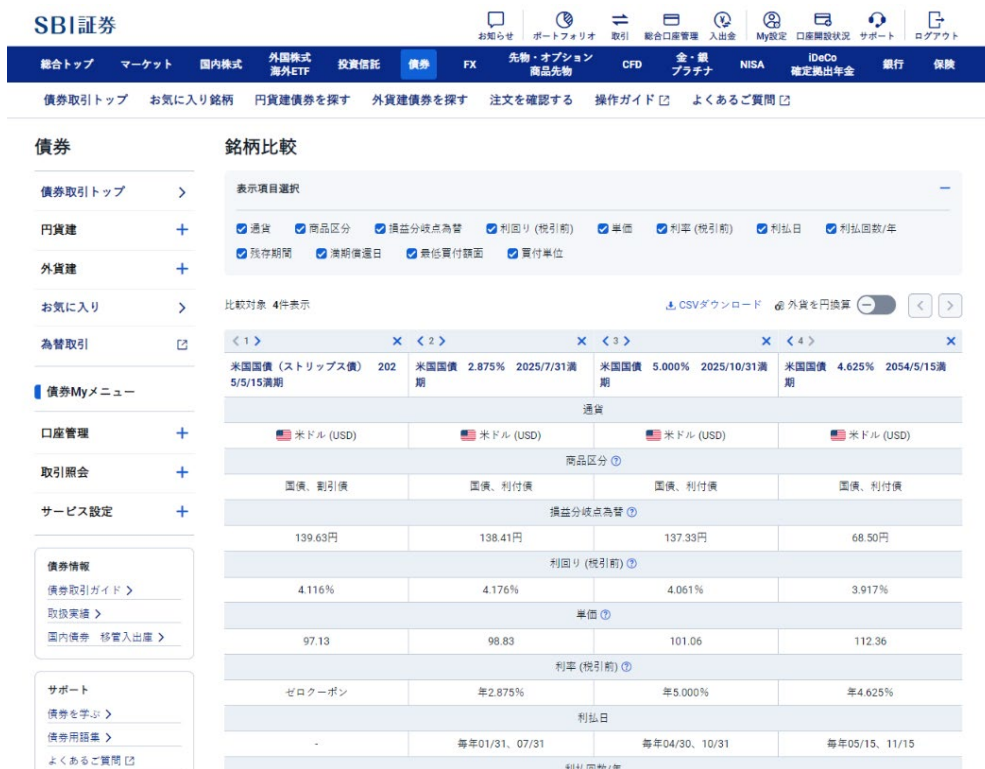 SBI証券
お知らせ ポートフォリオ 取引 総合口座管理 入出金 My設定 口座開設状況 サポート ログアウト
総合トップ マーケット 国内株式 外国株式 海外ETF 投資信託 債券 FX 先物・オプション 商品先物 CFD 金・銀 プラチナ NISA iDeCo 確定拠出年金 銀行 保険
債券取引トップ お気に入り銘柄 円貨建債券を探す 外貨建債券を探す 注文を確認する 操作ガイド よくあるご質問
債券
債券取引トップ
円貨建
外貨建
お気に入り
為替取引
債券Myメニュー
口座管理
取引照会
サービス設定
債券情報
債券取引ガイド
取扱実績
国内債券 移管入出庫
サポート
債券を学ぶ
債券用語集
よくあるご質問
銘柄比較
表示項目選択
通貨 商品区分 損益分岐点為替 利回り (税引前) 単価 利率 (税引前) 利払日 利払回数/年
残存期間 満期償還日 最低買付額面 買付単位
比較対象 4件表示
CSVダウンロード 外貨を円換算
1 2 3 4
米国国債（ストリップス債） 202 米国国債 2.875% 2025/7/31満 米国国債 5.000% 2025/10/31満 米国国債 4.625% 2054/5/15満
5/5/15満期 期 期 期
通貨
米ドル (USD) 米ドル (USD) 米ドル (USD) 米ドル (USD)
商品区分
国債、割引債 国債、利付債 国債、利付債 国債、利付債
損益分岐点為替
139.63円 138.41円 137.33円 68.50円
利回り (税引前)
4.116% 4.176% 4.061% 3.917%
単価
97.13 98.83 101.06 112.36
利率 (税引前)
ゼロクーポン 年2.875% 年5.000% 年4.625%
利払日
- 毎年01/31、07/31 毎年04/30、10/31 毎年05/15、11/15
利払回数/年